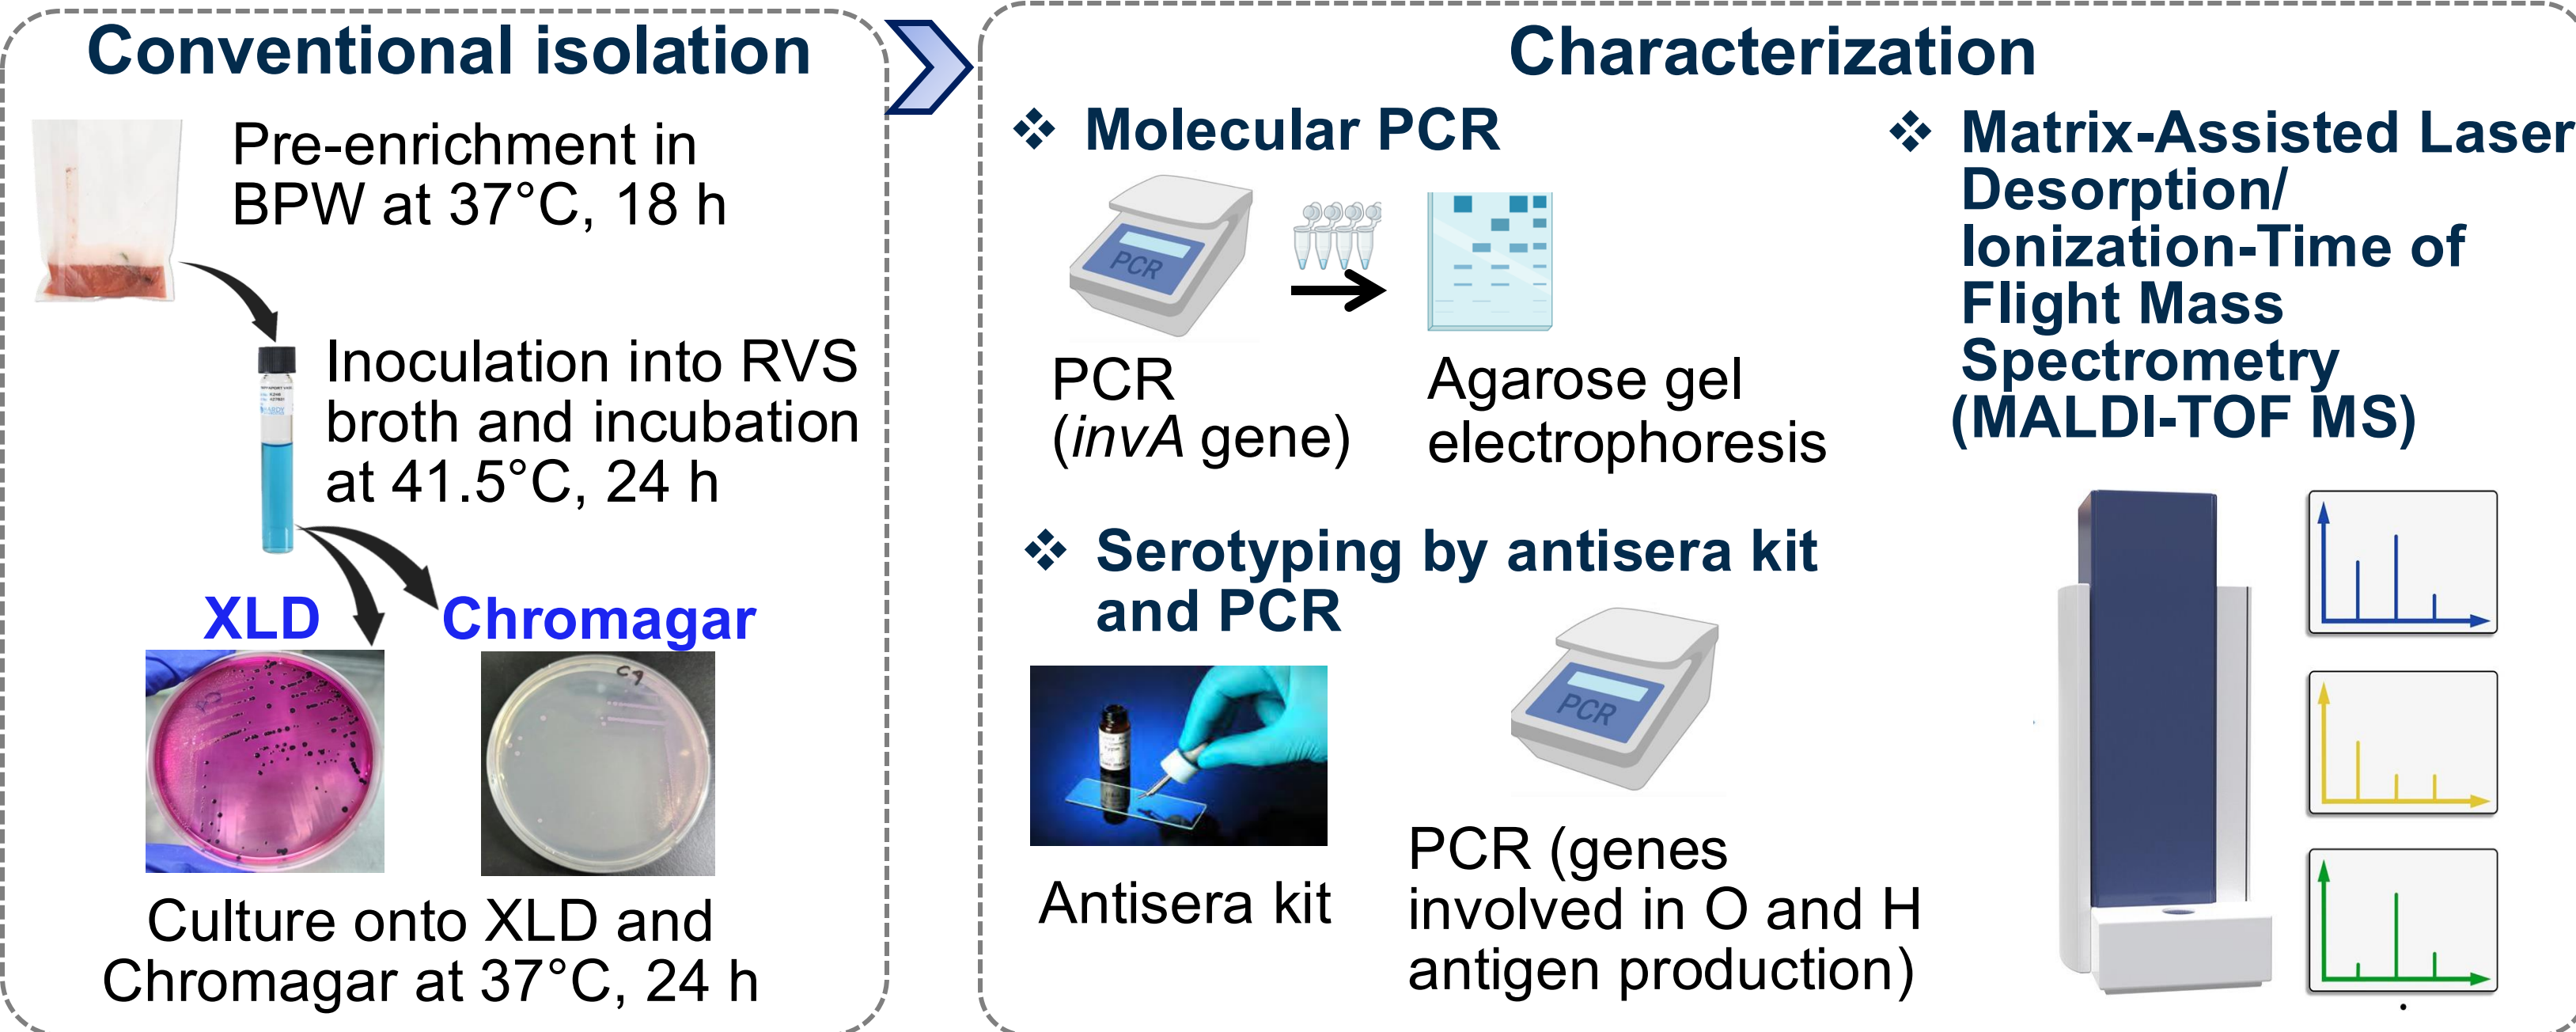 Conventional isolation
Pre-enrichment in
BPW at 37°C, 18 h
Inoculation into RVS
broth and incubation
at 41.5°C, 24 h
XLD
Chromagar
C9
Culture onto XLD and
Chromagar at 37°C, 24 h
Characterization
❖ Molecular PCR
PCR
PCR
(invA gene)
Agarose gel
electrophoresis
❖ Serotyping by antisera kit
and PCR
PCR
Antisera kit
PCR (genes
involved in O and H
antigen production)
❖ Matrix-Assisted Laser
Desorption/
Ionization-Time of
Flight Mass
Spectrometry
(MALDI-TOF MS)